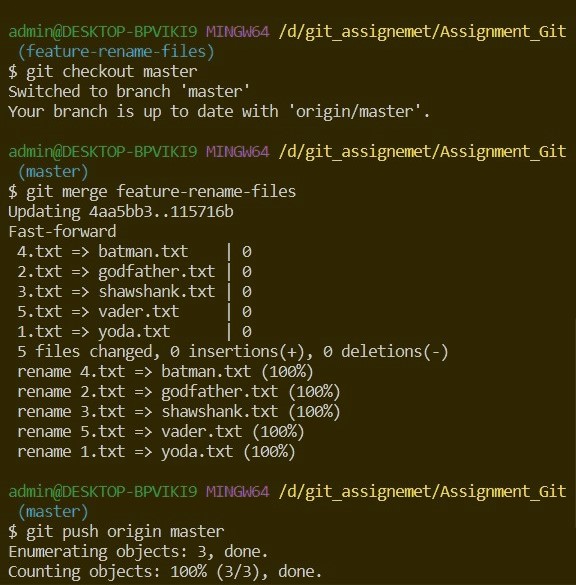 admin@DESKTOP-BPVIKI9 MINGW64 /d/git_assignemet/Assignment_Git
(feature-rename-files)
$ git checkout master
Switched to branch 'master'
Your branch is up to date with 'origin/master'.
admin@DESKTOP-BPVIKI9 MINGW64 /d/git_assignemet/Assignment_Git
(master)
$ git merge feature-rename-files
Updating 4aa5bb3..115716b
Fast-forward
4.txt => batman.txt    | 0
2.txt => godfather.txt | 0
3.txt => shawshank.txt | 0
5.txt => vader.txt     | 0
1.txt => yoda.txt      | 0
5 files changed, 0 insertions(+), 0 deletions(-)
rename 4.txt => batman.txt (100%)
rename 2.txt => godfather.txt (100%)
rename 3.txt => shawshank.txt (100%)
rename 5.txt => vader.txt (100%)
rename 1.txt => yoda.txt (100%)
admin@DESKTOP-BPVIKI9 MINGW64 /d/git_assignemet/Assignment_Git
(master)
$ git push origin master
Enumerating objects: 3, done.
Counting objects: 100% (3/3), done.